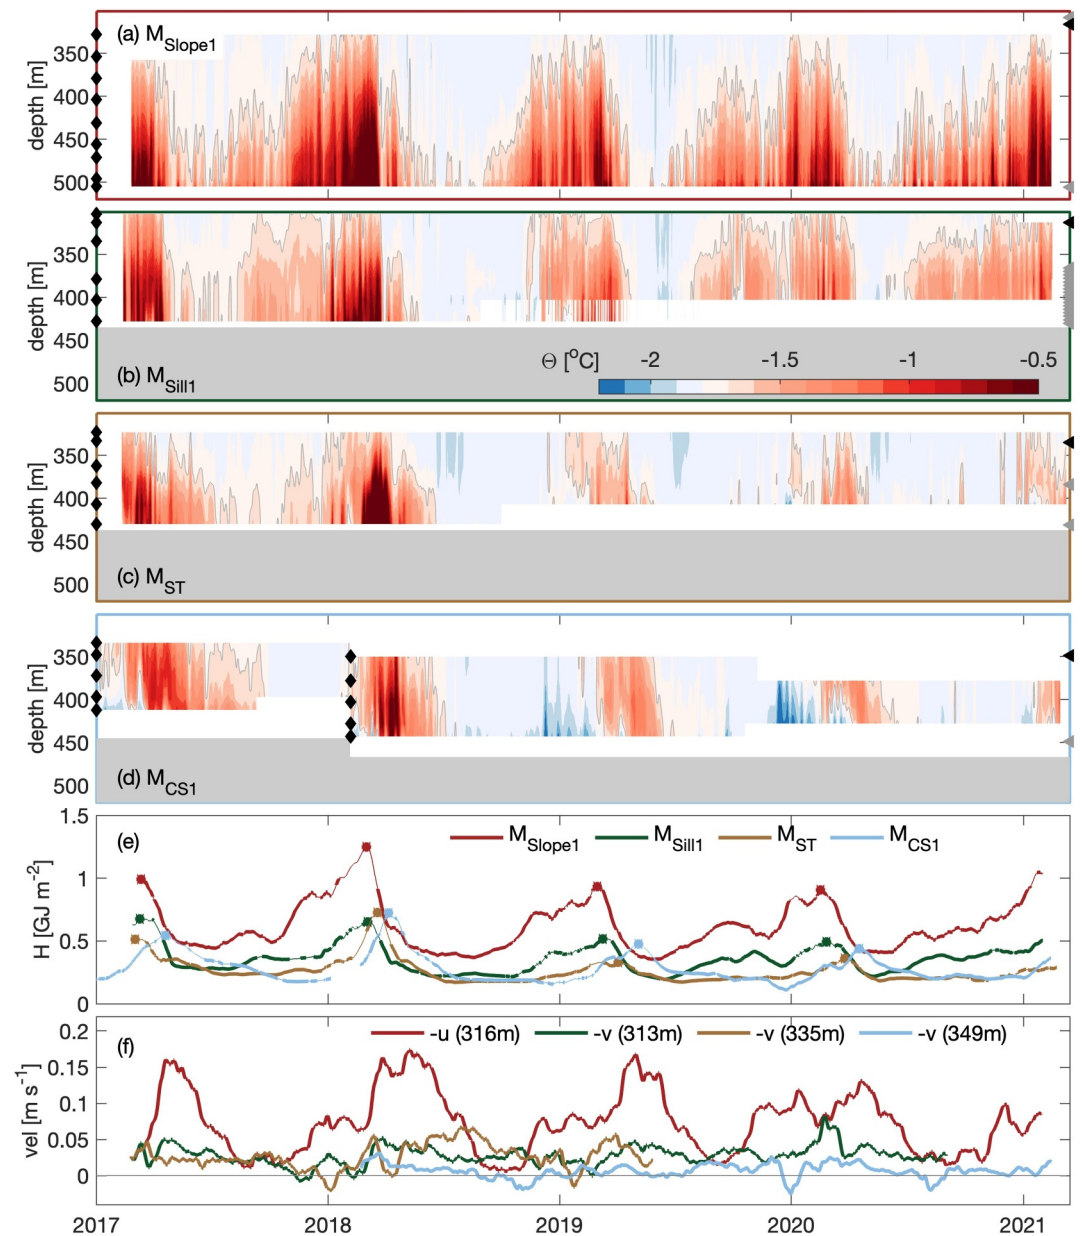 (a) M_Slope1
depth [m]
350
400
450
500
(b) M_Sill1
depth [m]
350
400
450
500
Θ [°C]
-2
-1.5
-1
-0.5
(c) M_ST
depth [m]
350
400
450
500
(d) M_CS1
depth [m]
350
400
450
500
(e)
M_Slope1 M_Sill1 M_ST M_CS1
H [GJ m⁻²]
1.5
1
0.5
0
(f)
-u (316m) -v (313m) -v (335m) -v (349m)
vel [m s⁻¹]
0.2
0.15
0.1
0.05
0
2017 2018 2019 2020 2021